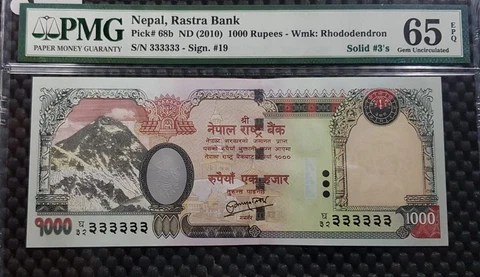 PMG
PAPER MONEY GUARANTY
Nepal, Rastra Bank
Pick# 68b ND (2010) 1000 Rupees - Wmk: Rhododendron
S/N 333333 - Sign. #19
Solid #3's
65 EPQ
Gem Uncirculated
श्री
नेपाल राष्ट्र बैंक
रुपैयाँ एक हजार
१००० ३३३३३३
३३३३३३ 1000